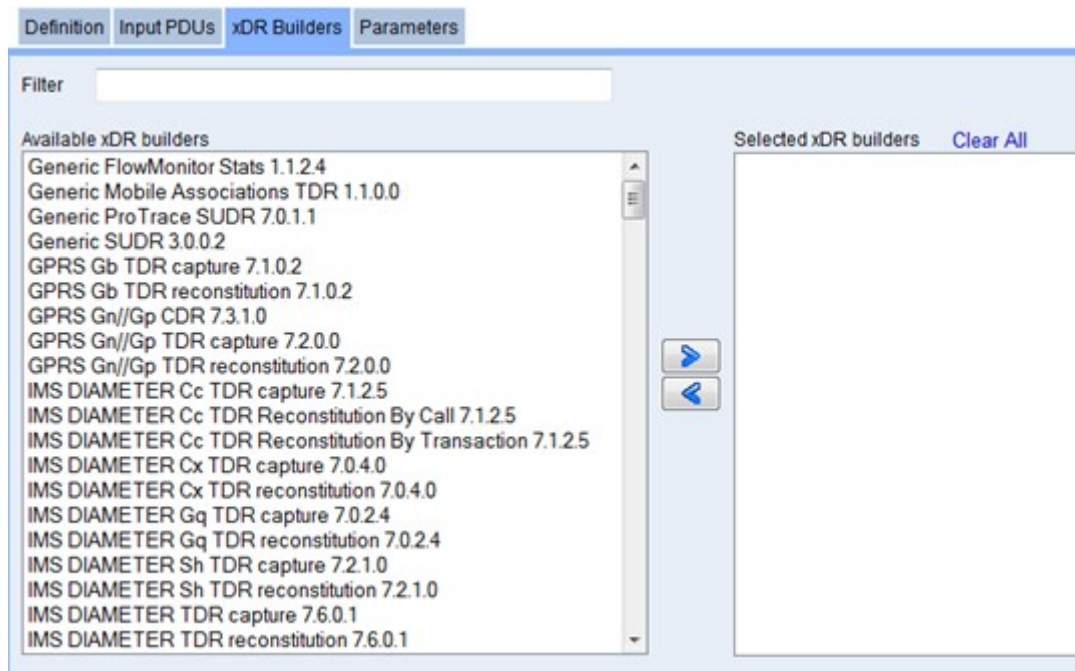 Definition Input PDUs xDR Builders Parameters
Filter
Available xDR builders
Generic FlowMonitor Stats 1.1.2.4
Generic Mobile Associations TDR 1.1.0.0
Generic ProTrace SUDR 7.0.1.1
Generic SUDR 3.0.0.2
GPRS Gb TDR capture 7.1.0.2
GPRS Gb TDR reconstitution 7.1.0.2
GPRS Gn//Gp CDR 7.3.1.0
GPRS Gn//Gp TDR capture 7.2.0.0
GPRS Gn//Gp TDR reconstitution 7.2.0.0
IMS DIAMETER Cc TDR capture 7.1.2.5
IMS DIAMETER Cc TDR Reconstitution By Call 7.1.2.5
IMS DIAMETER Cc TDR Reconstitution By Transaction 7.1.2.5
IMS DIAMETER Cx TDR capture 7.0.4.0
IMS DIAMETER Cx TDR reconstitution 7.0.4.0
IMS DIAMETER Gq TDR capture 7.0.2.4
IMS DIAMETER Gq TDR reconstitution 7.0.2.4
IMS DIAMETER Sh TDR capture 7.2.1.0
IMS DIAMETER Sh TDR reconstitution 7.2.1.0
IMS DIAMETER TDR capture 7.6.0.1
IMS DIAMETER TDR reconstitution 7.6.0.1
Selected xDR builders Clear All